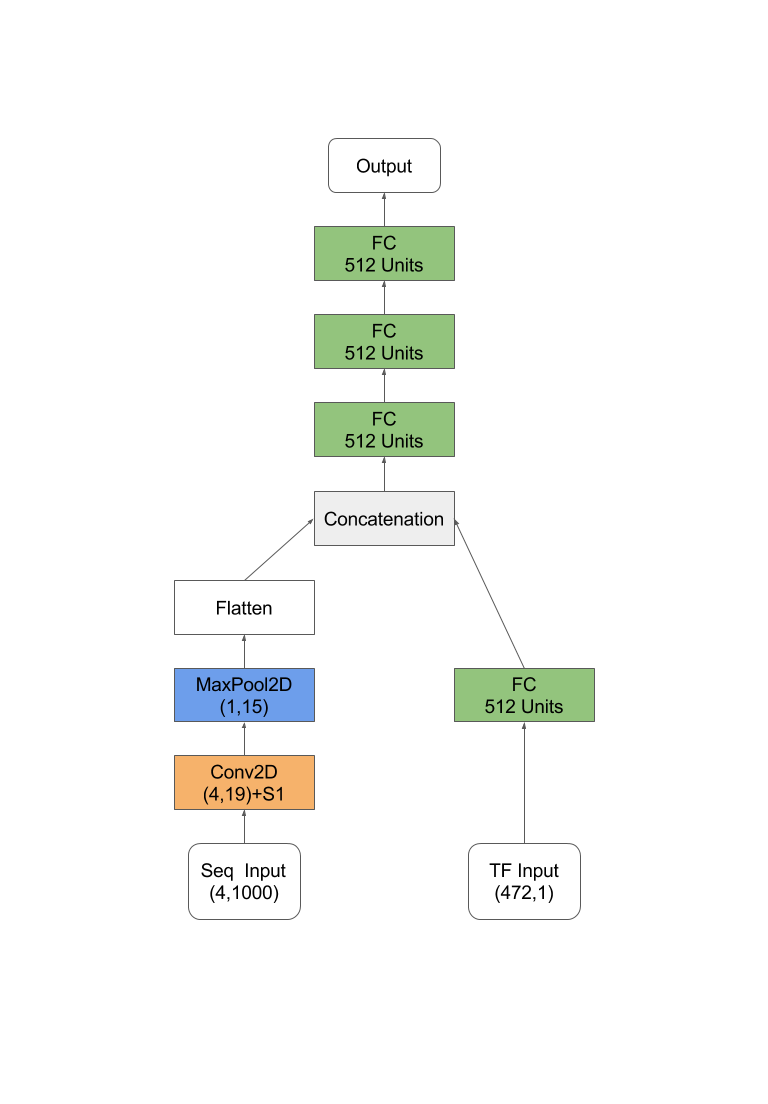 Output
FC
512 Units
FC
512 Units
FC
512 Units
Concatenation
Flatten
MaxPool2D
(1,15)
FC
512 Units
Conv2D
(4,19)+S1
Seq  Input
(4,1000)
TF Input
(472,1)